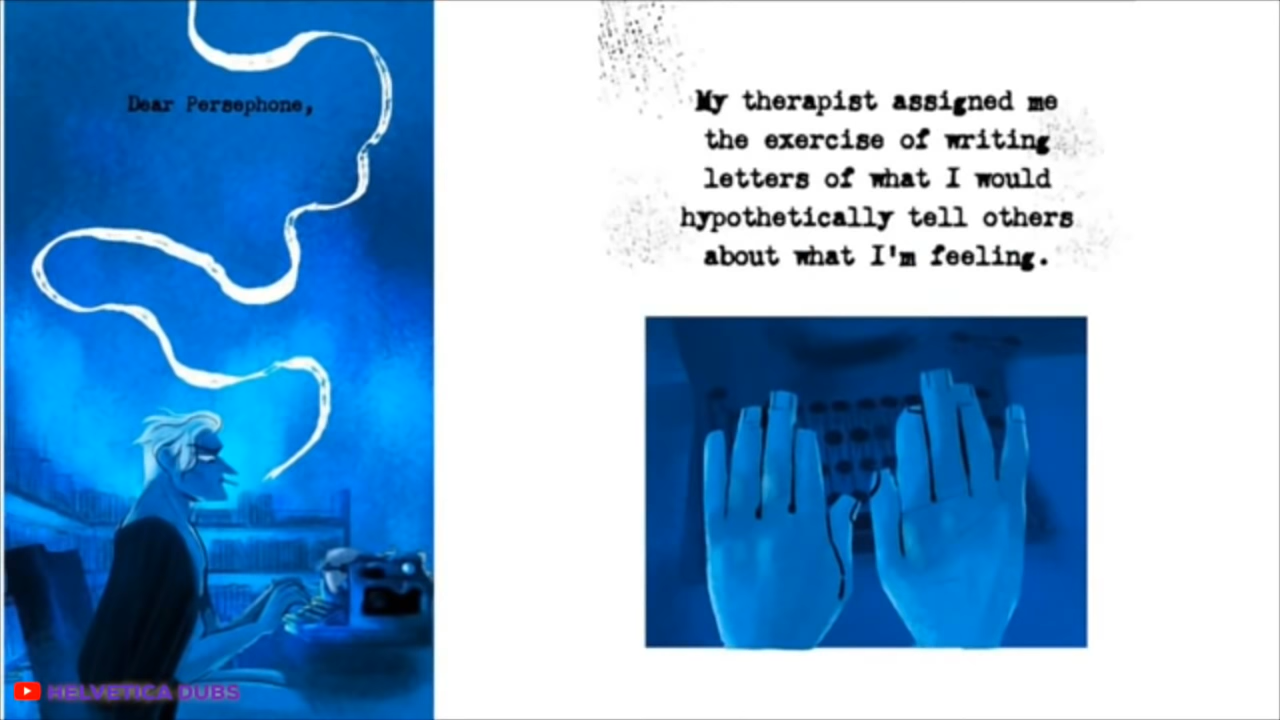 Dear Persephone,
My therapist assigned me
the exercise of writing
letters of what I would
hypothetically tell others
about what I'm feeling.
HELVETICA DUBS